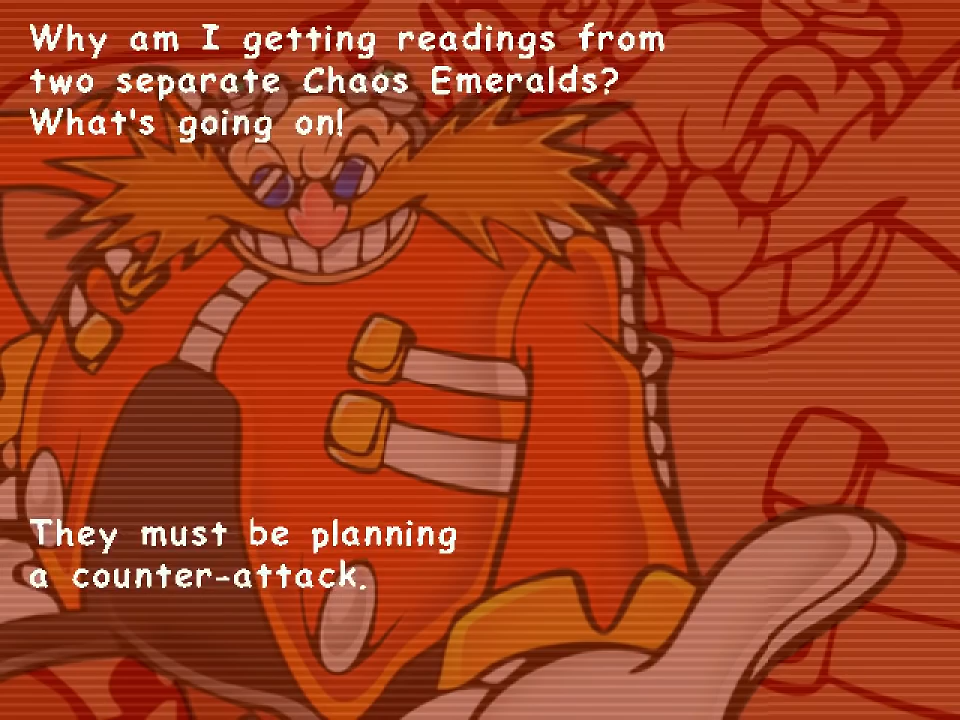 Why am I getting readings from
two separate Chaos Emeralds?
What's going on!
They must be planning
a counter-attack.